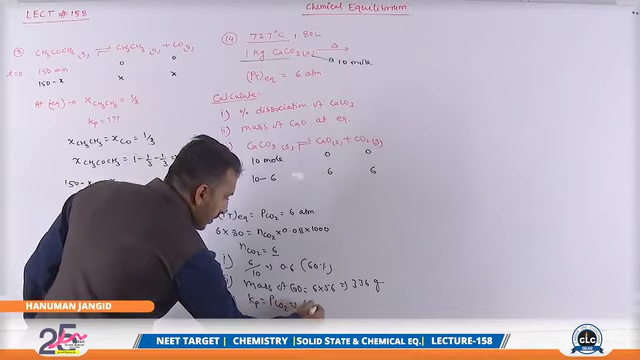 LECT # 158
Chemical Equilibrium
③ CH3COCH3(g) ⇌ CH3CH3(g) + CO(g)
t=0 150 mm 0 0
150-x x x
At (eq)→ XCH3CH3 = 1/3
Kp = ???
XCH3CH3 = XCO = 1/3
XCH3COCH3 = 1 - 1/3 - 1/3 =
150-x
⑭ 727°C, 80L
1 kg CaCO3(s) Δ→
→ 10 mole
(PT)eq = 6 atm
Calculate:
i) % dissociation of CaCO3
ii) mass of CaO at eq.
CaCO3(s) ⇌ CaO(s) + CO2(g)
10 mole 0 0
10-6 6 6
(PT)eq = PCO2 = 6 atm
6×80 = nCO2 × 0.08×1000
nCO2 = 6
i) 6/10 ⇒ 0.6 (60%)
) mass of CaO = 6×56 ⇒ 336 g
Kp = PCO2 ⇒
HANUMAN JANGID
25
NEET TARGET | CHEMISTRY |SOLID STATE & CHEMICAL EQ.| LECTURE-158
CLC
SIKAR